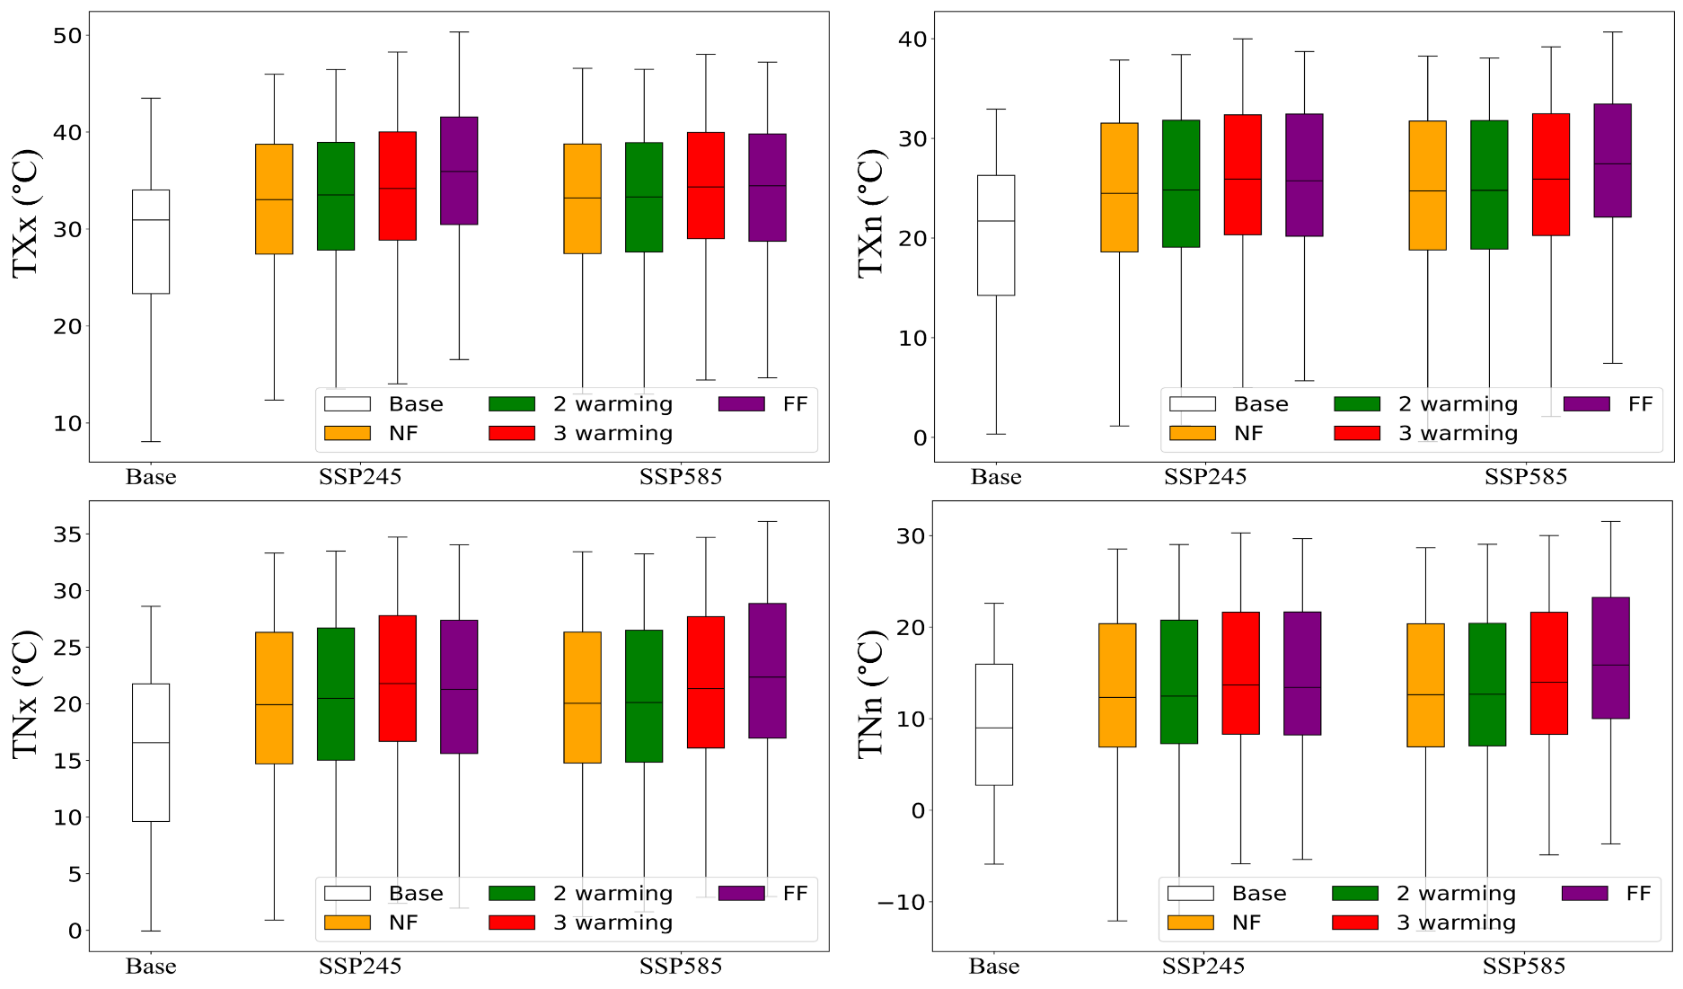 TXx (°C)
50
40
30
20
10
Base
NF
2 warming
3 warming
FF
Base
SSP245
SSP585
TXn (°C)
40
30
20
10
0
Base
NF
2 warming
3 warming
FF
Base
SSP245
SSP585
TNx (°C)
35
30
25
20
15
10
5
0
Base
NF
2 warming
3 warming
FF
Base
SSP245
SSP585
TNn (°C)
30
20
10
0
−10
Base
NF
2 warming
3 warming
FF
Base
SSP245
SSP585